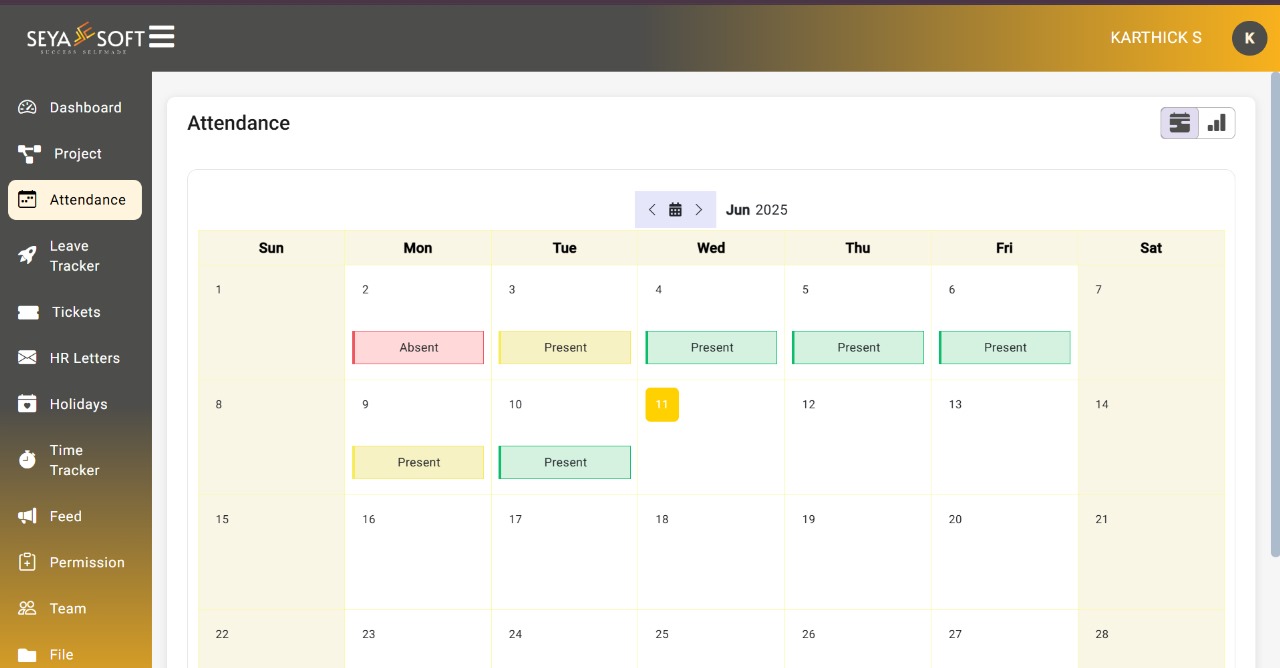 SEYA SOFT
SUCCESS SELFMADE
KARTHICK S
K
Dashboard
Project
Attendance
Leave
Tracker
Tickets
HR Letters
Holidays
Time
Tracker
Feed
Permission
Team
File
Attendance
Jun 2025
Sun Mon Tue Wed Thu Fri Sat
1 2 3 4 5 6 7
Absent Present Present Present Present
8 9 10 11 12 13 14
Present Present
15 16 17 18 19 20 21
22 23 24 25 26 27 28